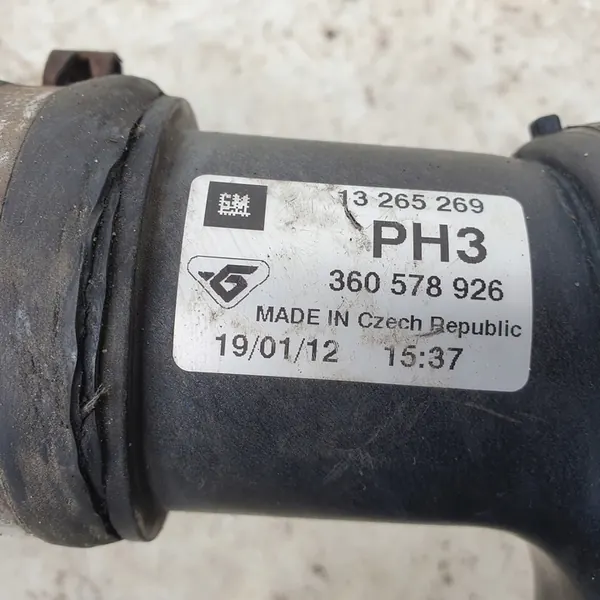 GM 13 265 269
PH3
360 578 926
MADE IN Czech Republic
19/01/12 15:37